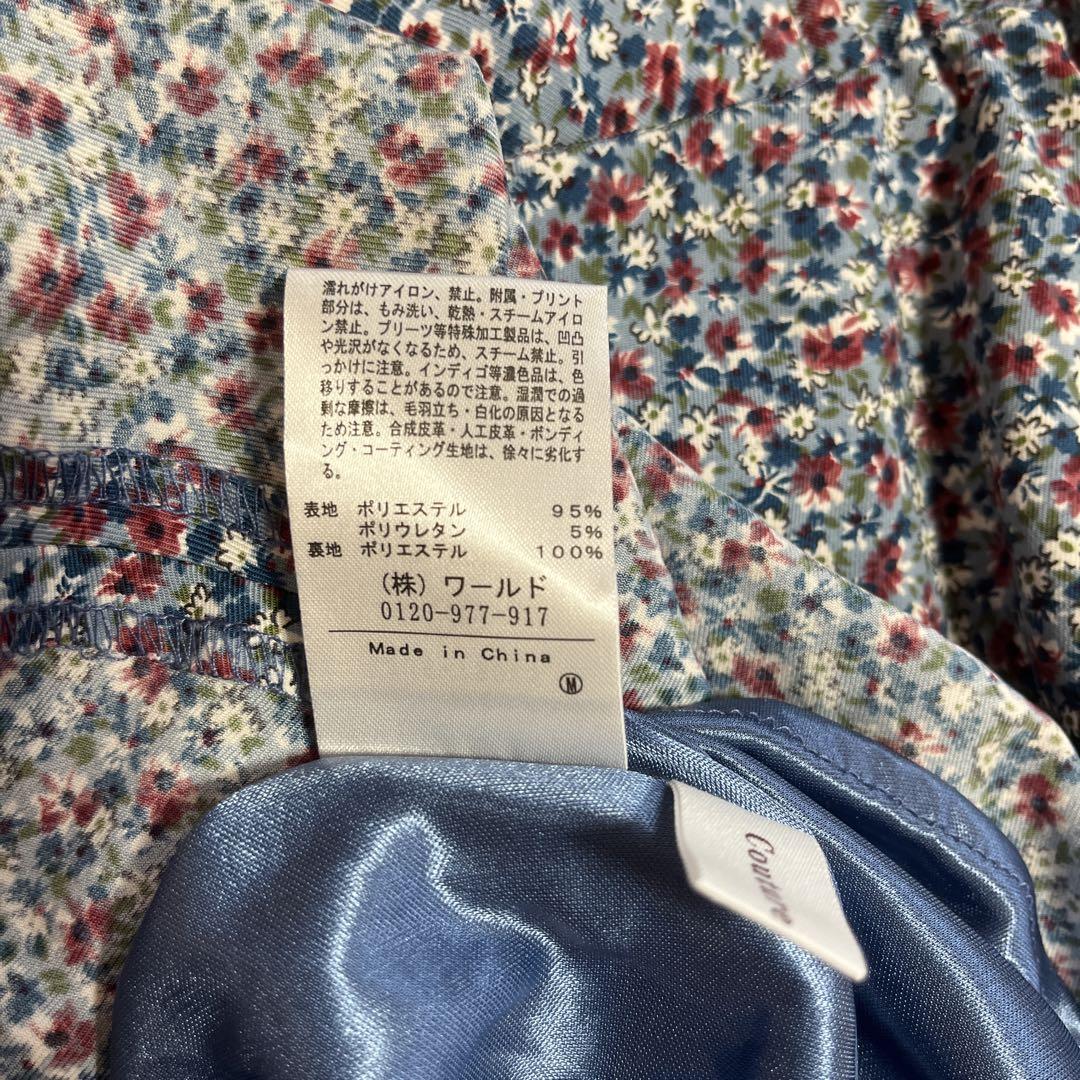 濡れがけアイロン、禁止。附属・プリント
部分は、もみ洗い、乾熱・スチームアイロ
ン禁止。プリーツ等特殊加工製品は、凹凸
や光沢がなくなるため、スチーム禁止。引
っかけに注意。インディゴ等濃色品は、色
移りすることがあるので注意。湿潤での過
剰な摩擦は、毛羽立ち・白化の原因となる
ため注意。合成皮革・人工皮革・ボンディ
ング・コーティング生地は、徐々に劣化す
る。
表地 ポリエステル 95%
ポリウレタン 5%
裏地 ポリエステル 100%
(株)ワールド
0120-977-917
Made in China
Ⓜ
Couture